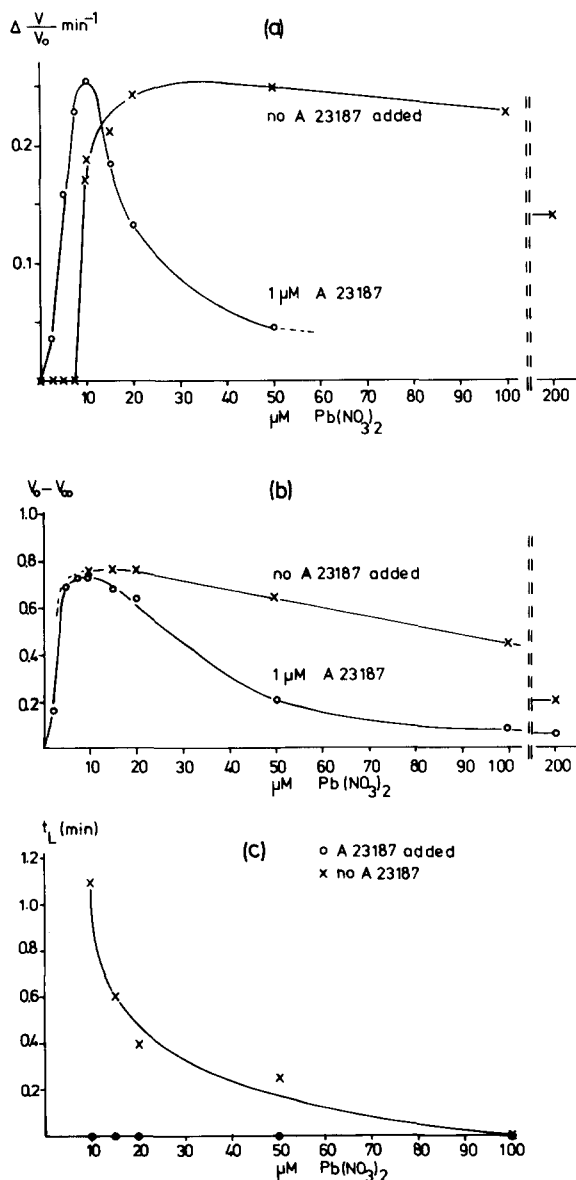 (a)
Δ V/V₀ min⁻¹
0.2
0.1
no A 23187 added
1 µM A 23187
10 20 30 40 50 60 70 80 90 100 200
µM Pb(NO₃)₂
(b)
V₀ – V∞
1.0
0.8
0.6
0.4
0.2
no A 23187 added
1 µM A 23187
10 20 30 40 50 60 70 80 90 100 200
µM Pb(NO₃)₂
(c)
t_L (min)
1.2
1.0
0.8
0.6
0.4
0.2
o A 23187 added
x no A 23187
10 20 30 40 50 60 70 80 90 100
µM Pb(NO₃)₂